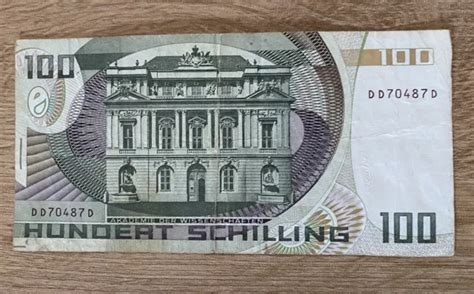 100
100
DD70487D
DD70487D
AKADEMIE DER WISSENSCHAFTEN
HUNDERT SCHILLING
100